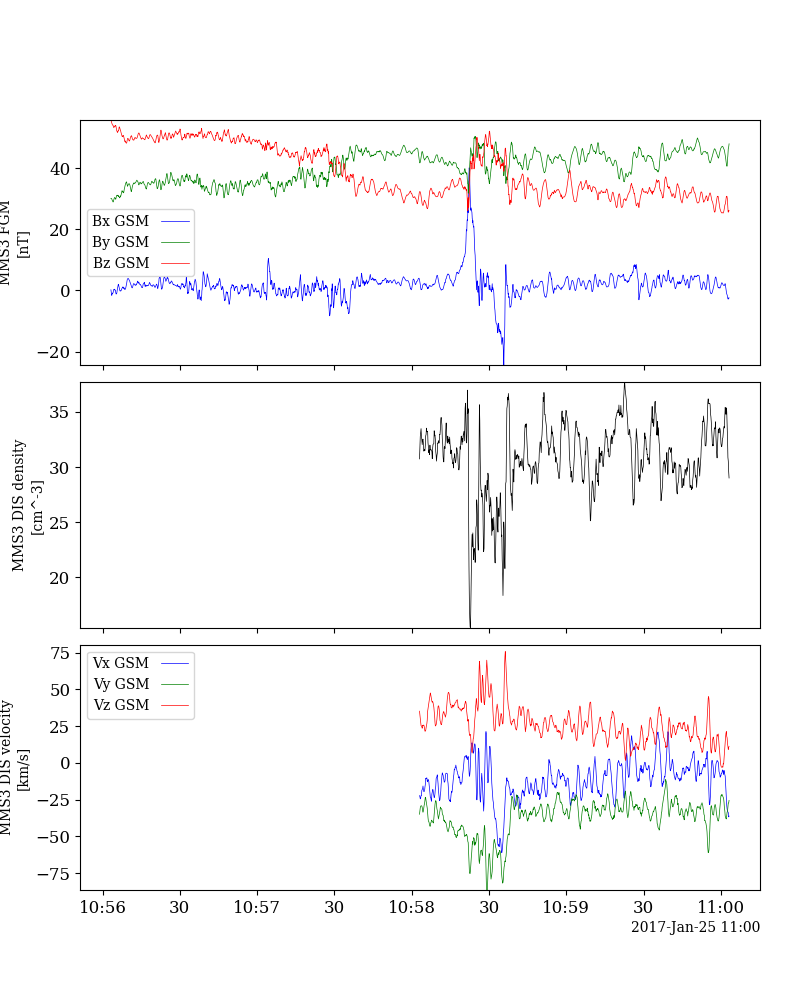 MMS3 FGM
[nT]
40
20
0
−20
Bx GSM
By GSM
Bz GSM
MMS3 DIS density
[cm^-3]
35
30
25
20
MMS3 DIS velocity
[km/s]
75
50
25
0
−25
−50
−75
Vx GSM
Vy GSM
Vz GSM
10:56 30 10:57 30 10:58 30 10:59 30 11:00
2017-Jan-25 11:00